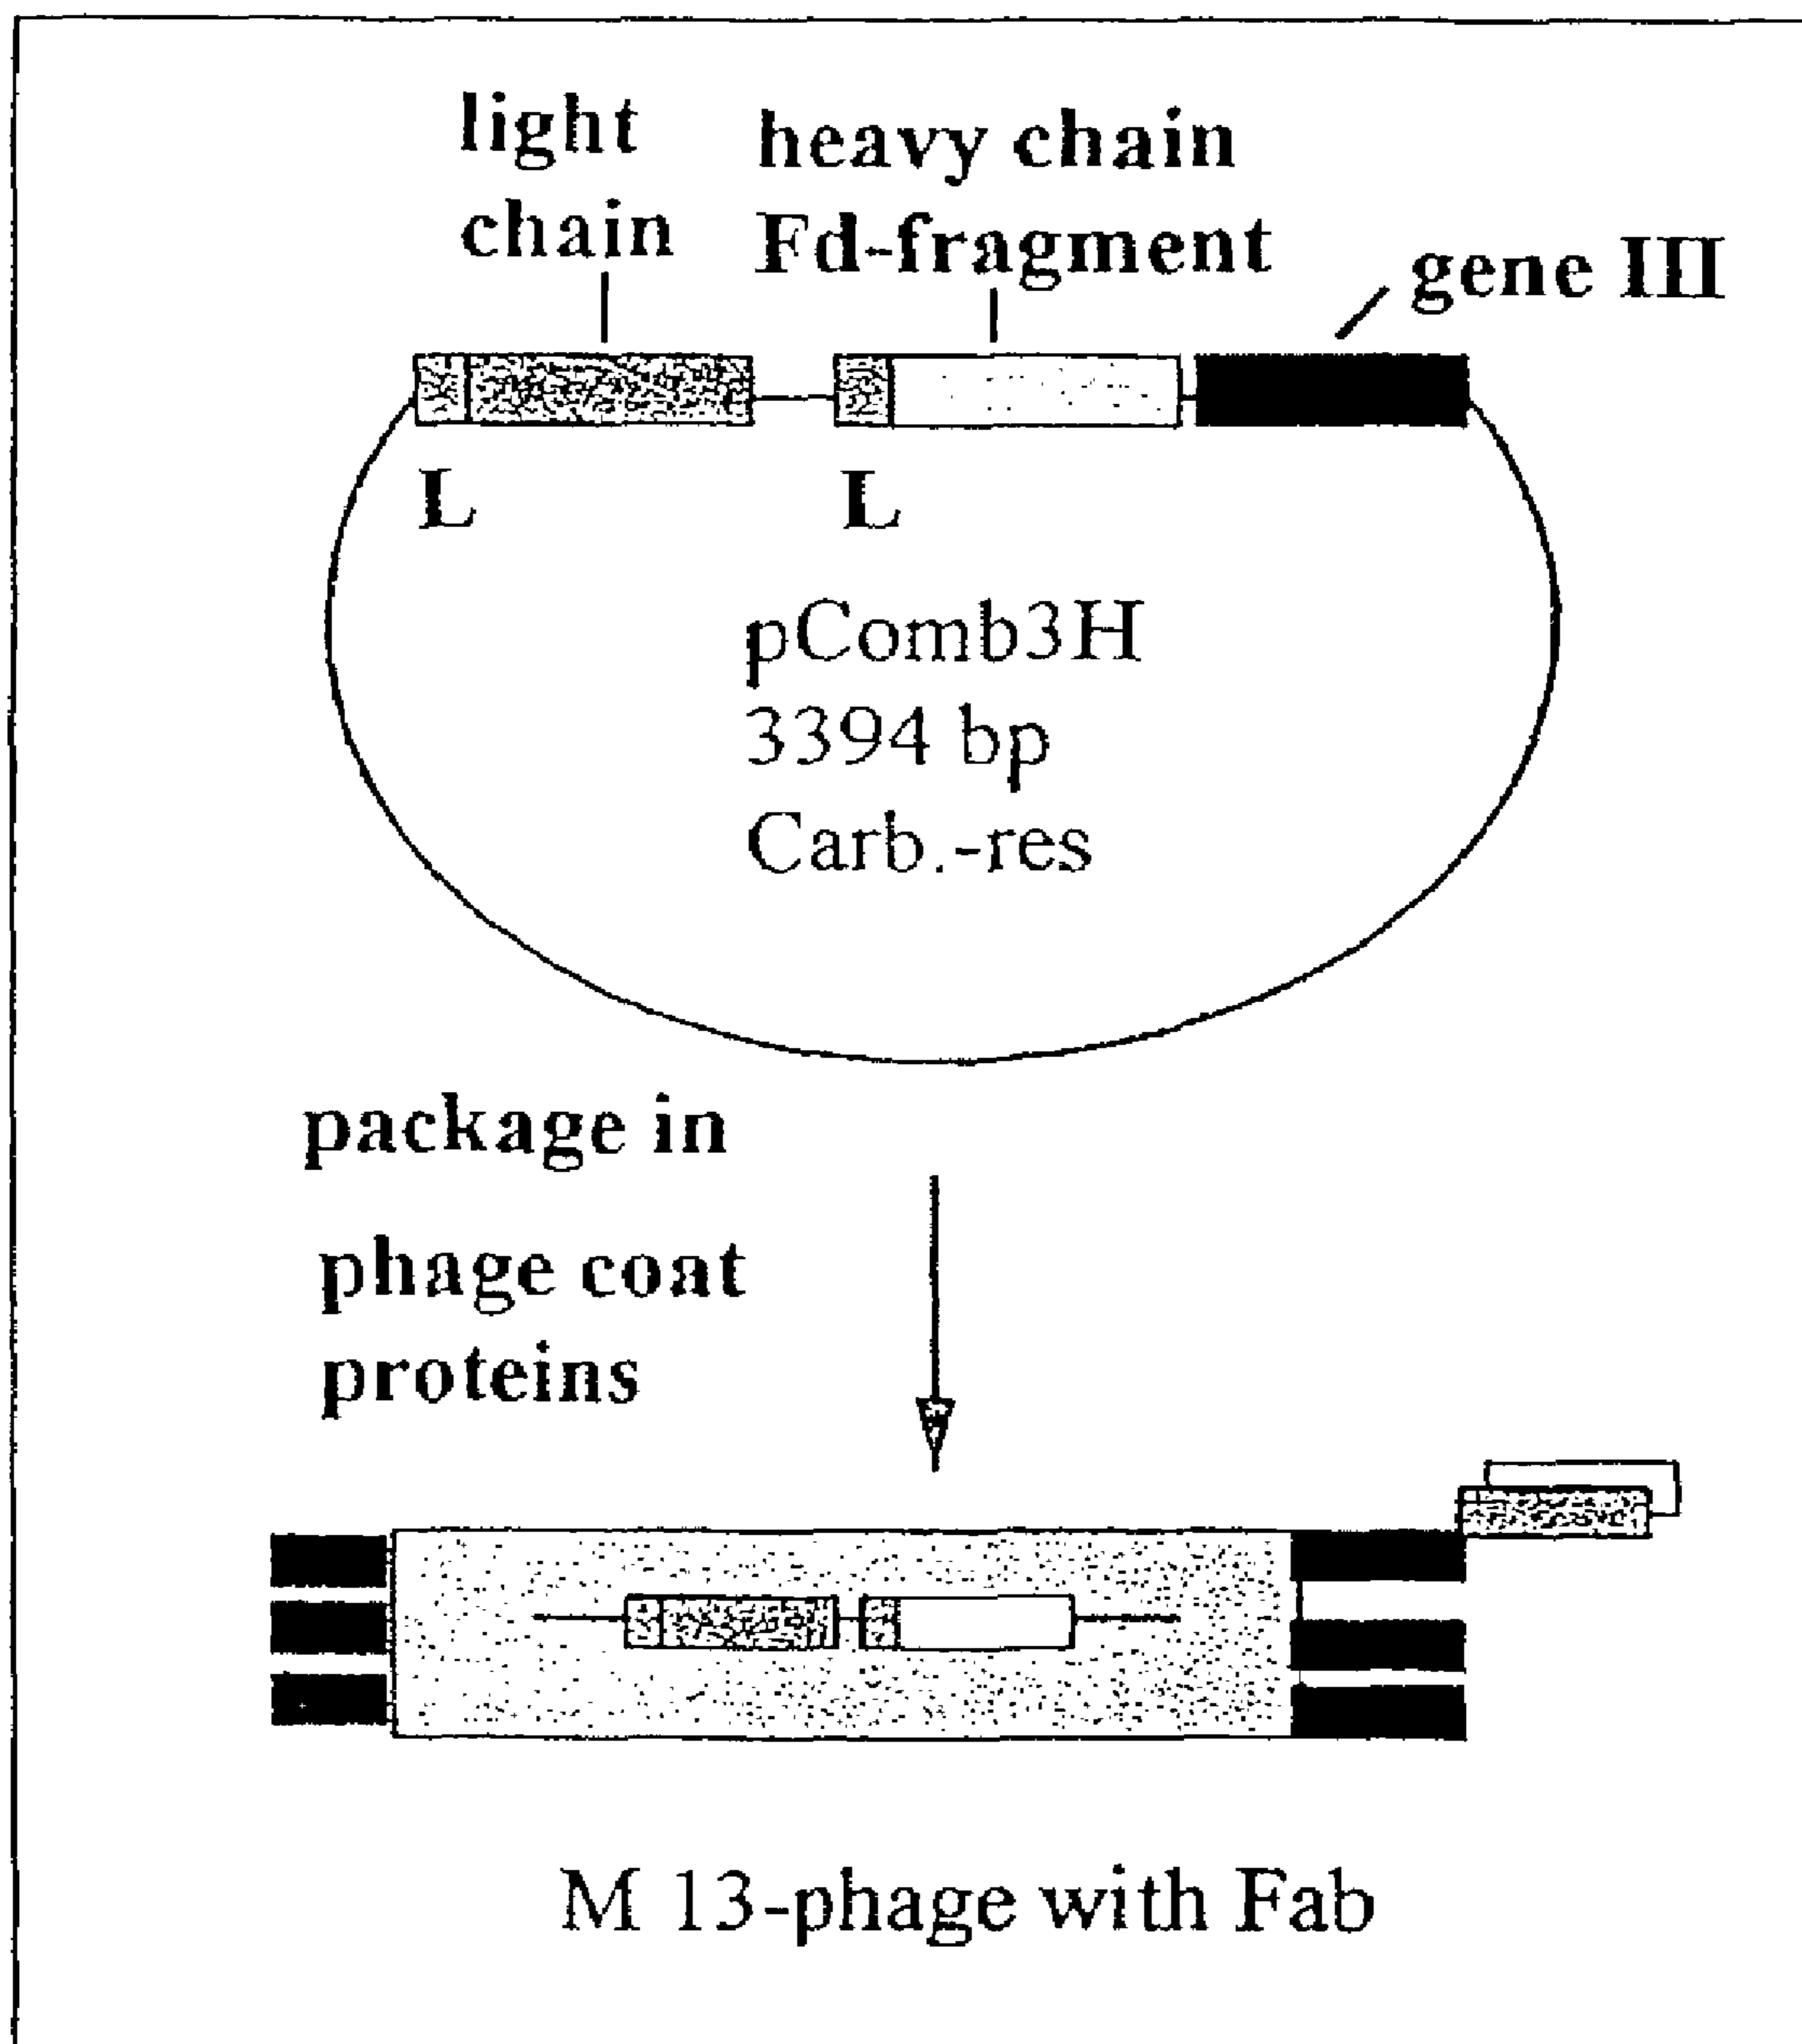 light
chain
heavy chain
Fd-fragment
gene III
L
L
pComb3H
3394 bp
Carb.-res
package in
phage coat
proteins
M 13-phage with Fab